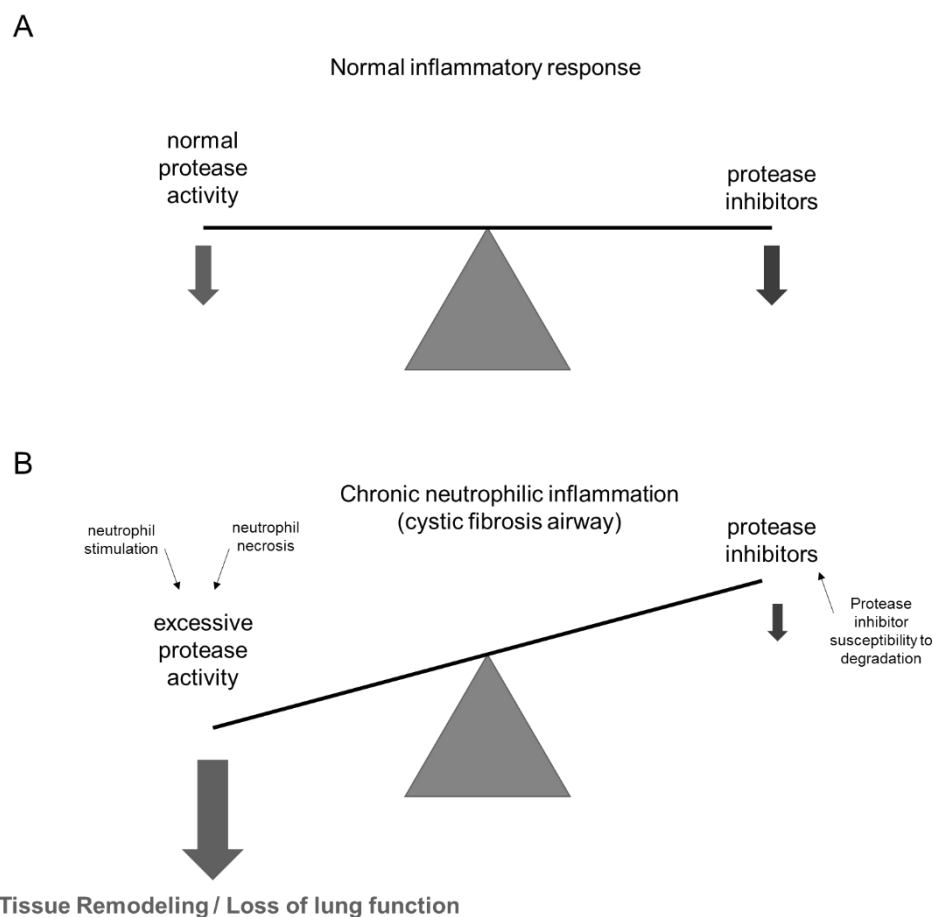 A
Normal inflammatory response
normal
protease
activity
protease
inhibitors
B
Chronic neutrophilic inflammation
(cystic fibrosis airway)
neutrophil
stimulation
neutrophil
necrosis
excessive
protease
activity
protease
inhibitors
Protease
inhibitor
susceptibility to
degradation
Tissue Remodeling / Loss of lung function